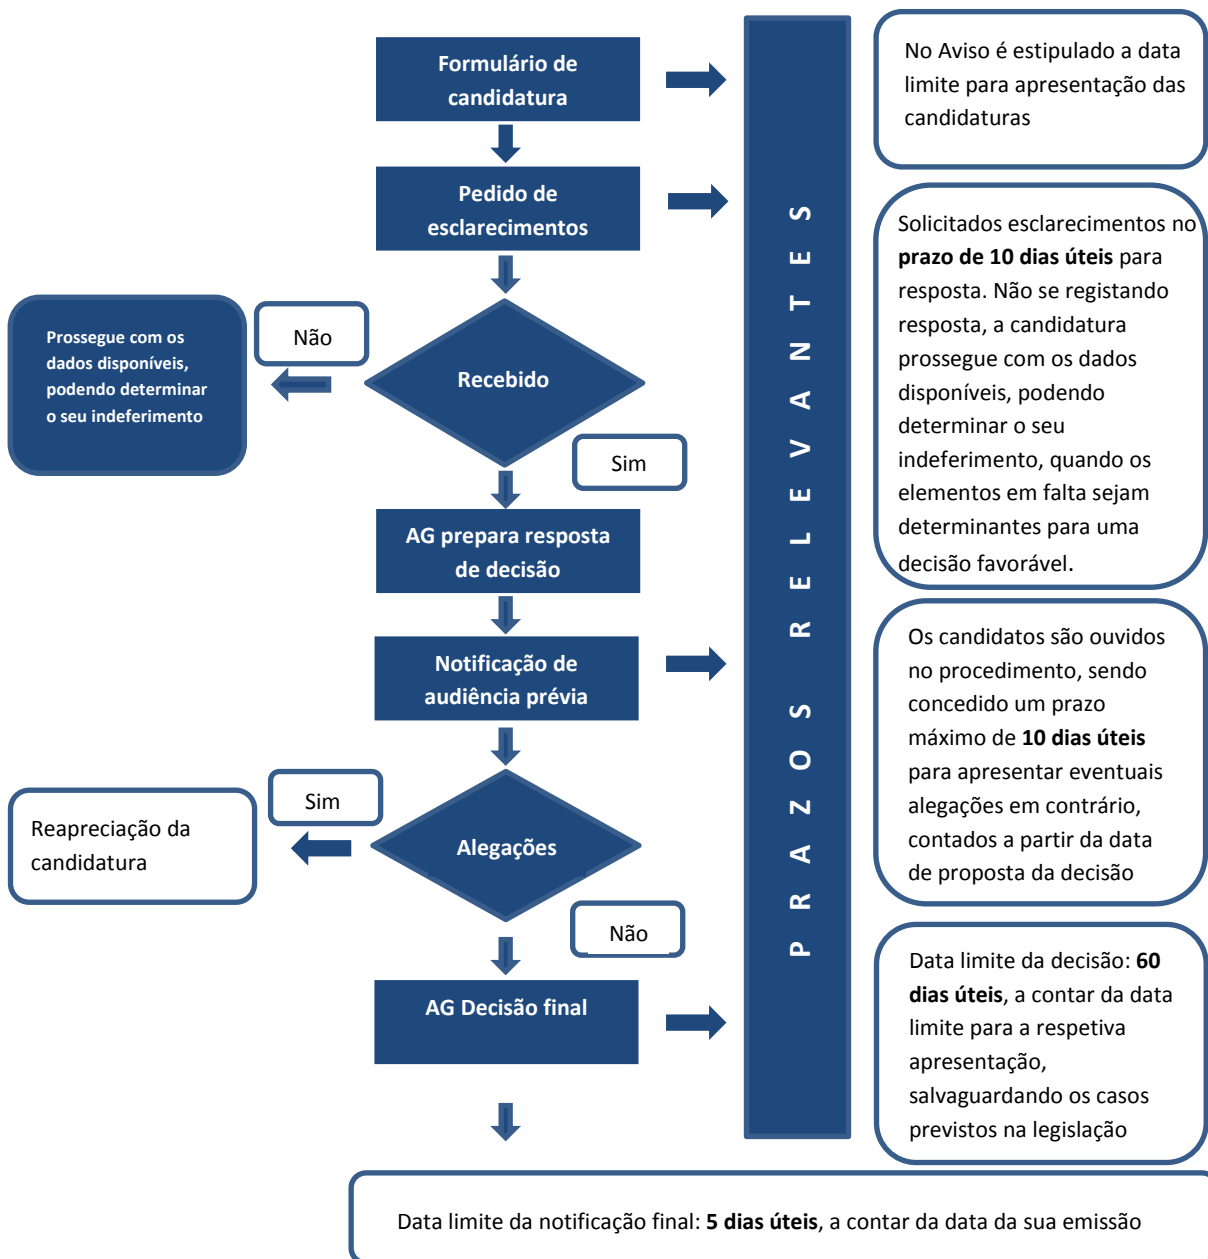 Formulário de
candidatura
No Aviso é estipulado a data
limite para apresentação das
candidaturas
Pedido de
esclarecimentos
Solicitados esclarecimentos no
prazo de 10 dias úteis para
resposta. Não se registando
resposta, a candidatura
prossegue com os dados
disponíveis, podendo
determinar o seu
indeferimento, quando os
elementos em falta sejam
determinantes para uma
decisão favorável.
Não
Prossegue com os
dados disponíveis,
podendo determinar
o seu indeferimento
Recebido
Sim
AG prepara resposta
de decisão
Notificação de
audiência prévia
Os candidatos são ouvidos
no procedimento, sendo
concedido um prazo
máximo de 10 dias úteis
para apresentar eventuais
alegações em contrário,
contados a partir da data
de proposta da decisão
Sim
Reapreciação da
candidatura
Alegações
Não
AG Decisão final
Data limite da decisão: 60
dias úteis, a contar da data
limite para a respetiva
apresentação,
salvaguardando os casos
previstos na legislação
PRAZOS RELEVANTES
Data limite da notificação final: 5 dias úteis, a contar da data da sua emissão